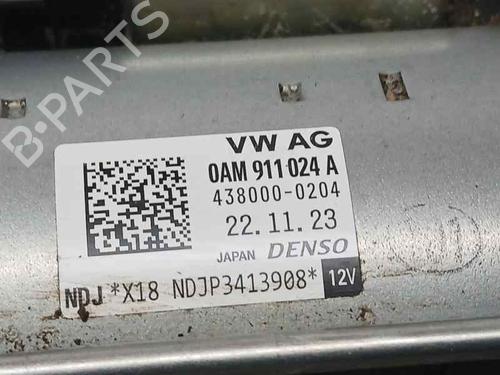 B-PARTS
VW AG
0AM 911 024 A
438000-0204
22.11.23
JAPAN DENSO
NDJ *X18 NDJP3413908* 12V